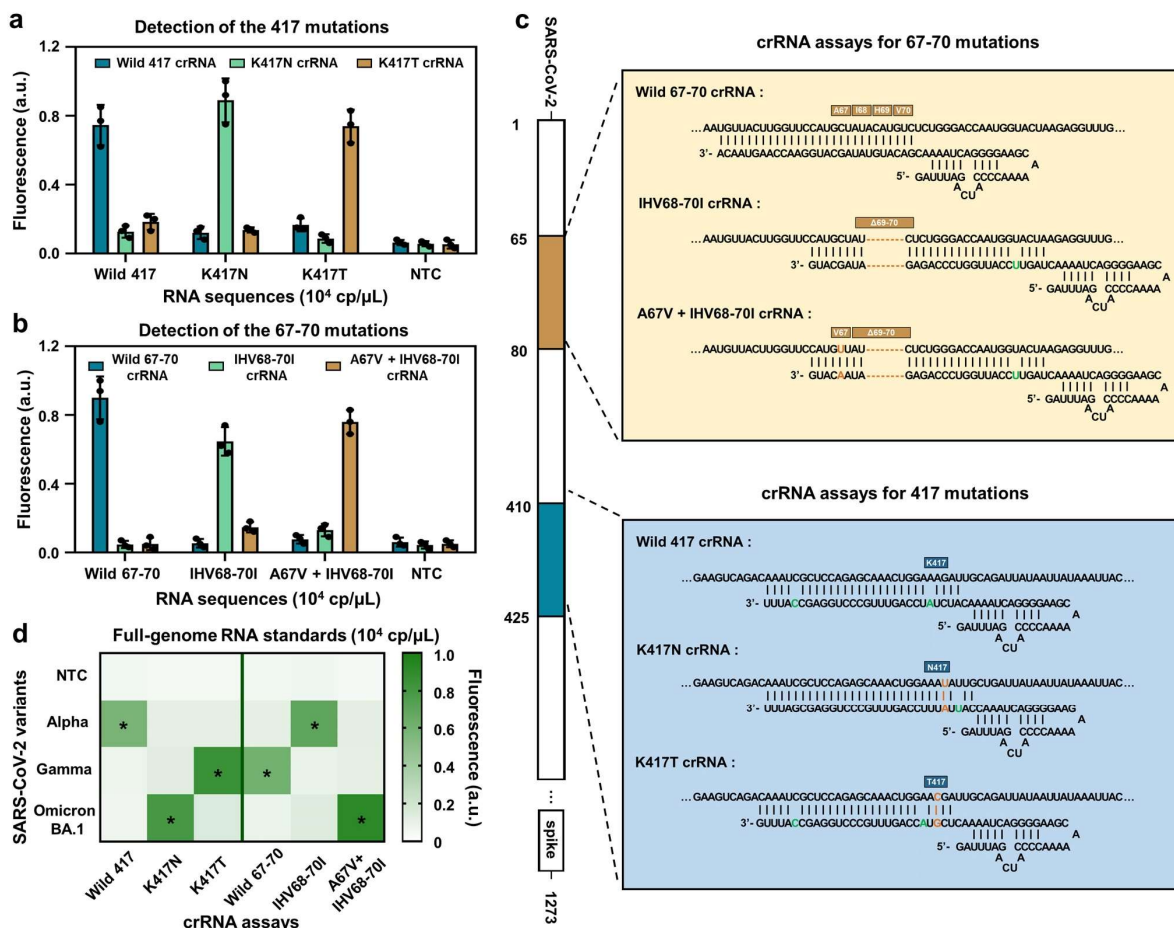 a
Detection of the 417 mutations
1.2
0.8
0.4
0.0
Fluorescence (a.u.)
Wild 417 crRNA
K417N crRNA
K417T crRNA
Wild 417
K417N
K417T
NTC
RNA sequences (10⁴ cp/μL)
b
Detection of the 67-70 mutations
1.2
0.8
0.4
0.0
Fluorescence (a.u.)
Wild 67-70 crRNA
IHV68-70I crRNA
A67V + IHV68-70I crRNA
Wild 67-70
IHV68-70I
A67V + IHV68-70I
NTC
RNA sequences (10⁴ cp/μL)
d
Full-genome RNA standards (10⁴ cp/μL)
SARS-CoV-2 variants
NTC
Alpha
Gamma
Omicron BA.1
*
*
*
*
*
*
1.0
0.8
0.6
0.4
0.2
0
Fluorescence (a.u.)
Wild 417
K417N
K417T
Wild 67-70
IHV68-70I
A67V+ IHV68-70I
crRNA assays
c
SARS-CoV-2
1
65
80
410
425
...
spike
1273
crRNA assays for 67-70 mutations
Wild 67-70 crRNA :
A67 I68 H69 V70
...AAUGUUACUUGGUUCCAUGCUAUACAUGUCUCUGGGACCAAUGGUACUAAGAGGUUUG...
3'- ACAAUGAACCAAGGUACGAUAUGUACAGCAAAAUCAGGGGAAGC
A
5'- GAUUUAG CCCCAAAA
A A
CU
IHV68-70I crRNA :
Δ69-70
...AAUGUUACUUGGUUCCAUGCUAU------CUCUGGGACCAAUGGUACUAAGAGGUUUG...
3'- GUACGAUA------GAGACCCUGGUUACCUUGAUCAAAAUCAGGGGAAGC
A
5'- GAUUUAG CCCCAAAA
A A
CU
A67V + IHV68-70I crRNA :
V67 Δ69-70
...AAUGUUACUUGGUUCCAUGUUAU------CUCUGGGACCAAUGGUACUAAGAGGUUUG...
3'- GUACAAUA------GAGACCCUGGUUACCUUGAUCAAAAUCAGGGGAAGC
A
5'- GAUUUAG CCCCAAAA
A A
CU
crRNA assays for 417 mutations
Wild 417 crRNA :
K417
...GAAGUCAGACAAAUCGCUCCAGAGCAAACUGGAAAGAUUGCAGAUUAUAAUUAUAAAUUAC...
3'- UUUACCGAGGUCCCGUUUGACCUAUCUACAAAAUCAGGGGAAGC
A
5'- GAUUUAG CCCCAAAA
A A
CU
K417N crRNA :
N417
...GAAGUCAGACAAAUCGCUCCAGAGCAAACUGGAAAUAUUGCUGAUUAUAAUUAUAAAUUAC...
3'- UUUAGCGAGGUCCCGUUUGACCUUUAUUACCAAAAUCAGGGGAAG
A
5'- GAUUUAG CCCCAAAA
A A
CU
K417T crRNA :
T417
...GAAGUCAGACAAAUCGCUCCAGAGCAAACUGGAACGAUUGCAGAUUAUAAUUAUAAAUUAC...
3'- GUUUACCGAGGUCCCGUUUGACCAUGCUCAAAAUCAGGGGAAGC
A
5'- GAUUUAG CCCCAAAA
A A
CU